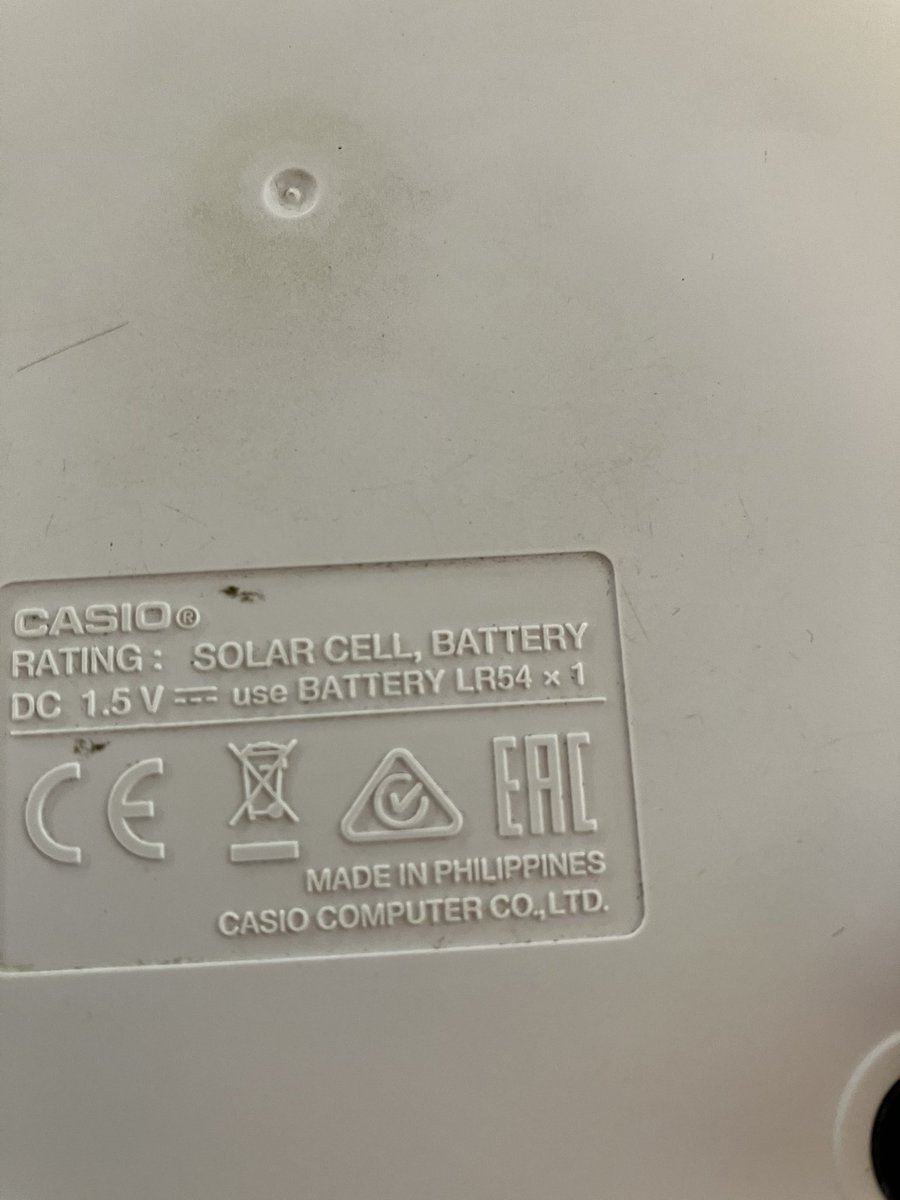 CASIO®
RATING : SOLAR CELL, BATTERY
DC 1.5 V ⎓ use BATTERY LR54 × 1
CE EAC
MADE IN PHILIPPINES
CASIO COMPUTER CO., LTD.